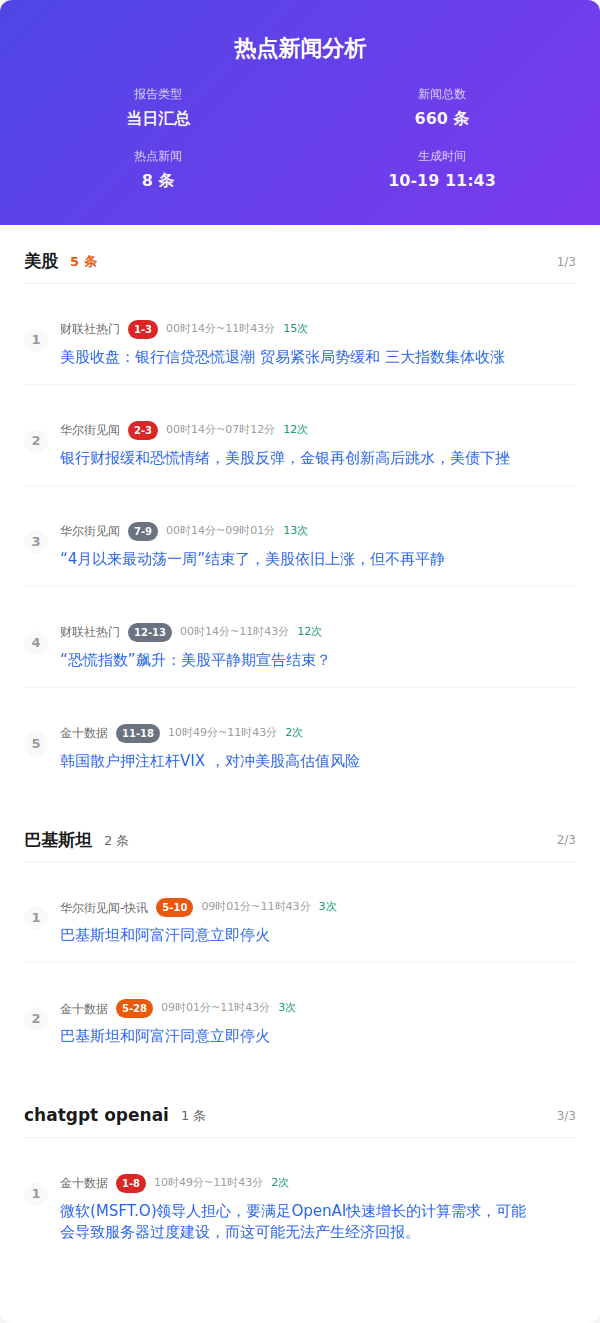 热点新闻分析
报告类型
新闻总数
当日汇总
660 条
热点新闻
生成时间
8 条
10-19 11:43
美股 5 条 1/3
1 财联社热门 1-3 00时14分~11时43分 15次
美股收盘：银行信贷恐慌退潮 贸易紧张局势缓和 三大指数集体收涨
2 华尔街见闻 2-3 00时14分~07时12分 12次
银行财报缓和恐慌情绪，美股反弹，金银再创新高后跳水，美债下挫
3 华尔街见闻 7-9 00时14分~09时01分 13次
“4月以来最动荡一周”结束了，美股依旧上涨，但不再平静
4 财联社热门 12-13 00时14分~11时43分 12次
“恐慌指数”飙升：美股平静期宣告结束？
5 金十数据 11-18 10时49分~11时43分 2次
韩国散户押注杠杆VIX ，对冲美股高估值风险
巴基斯坦 2 条 2/3
1 华尔街见闻-快讯 5-10 09时01分~11时43分 3次
巴基斯坦和阿富汗同意立即停火
2 金十数据 5-28 09时01分~11时43分 3次
巴基斯坦和阿富汗同意立即停火
chatgpt openai 1 条 3/3
1 金十数据 1-8 10时49分~11时43分 2次
微软(MSFT.O)领导人担心，要满足OpenAI快速增长的计算需求，可能
会导致服务器过度建设，而这可能无法产生经济回报。